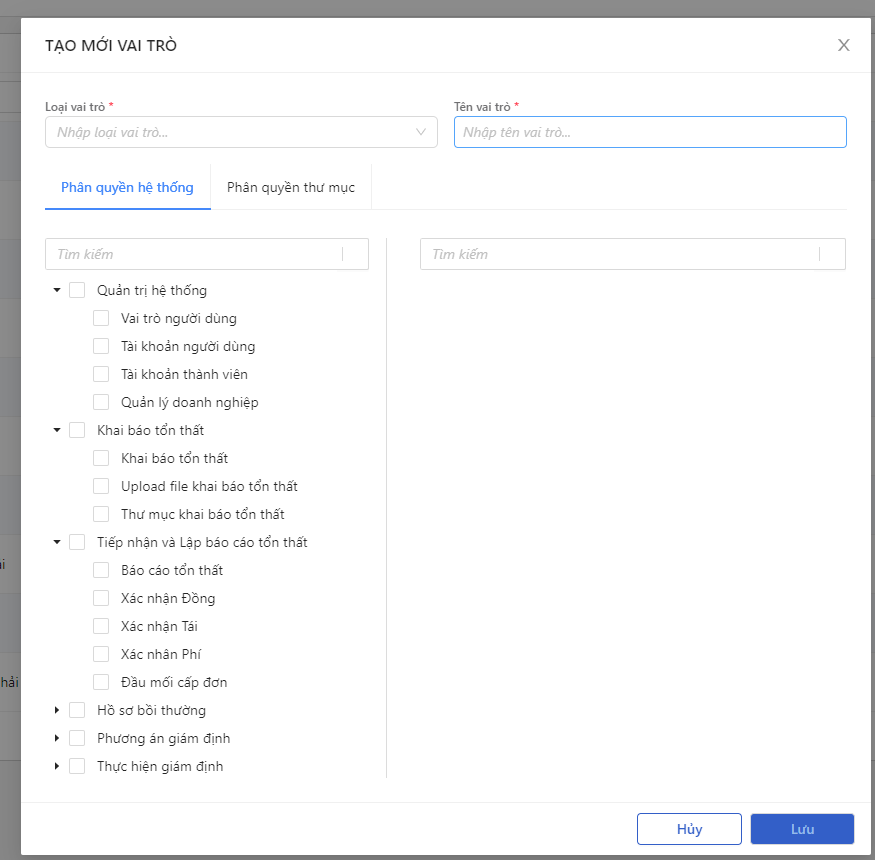 TẠO MỚI VAI TRÒ
Loại vai trò *
Tên vai trò *
Nhập loại vai trò...
Nhập tên vai trò...
Phân quyền hệ thống
Phân quyền thư mục
Tìm kiếm
Tìm kiếm
Quản trị hệ thống
Vai trò người dùng
Tài khoản người dùng
Tài khoản thành viên
Quản lý doanh nghiệp
Khai báo tổn thất
Khai báo tổn thất
Upload file khai báo tổn thất
Thư mục khai báo tổn thất
Tiếp nhận và Lập báo cáo tổn thất
Báo cáo tổn thất
Xác nhận Đồng
Xác nhận Tái
Xác nhân Phí
Đầu mối cấp đơn
Hồ sơ bồi thường
Phương án giám định
Thực hiện giám định
Hủy
Lưu